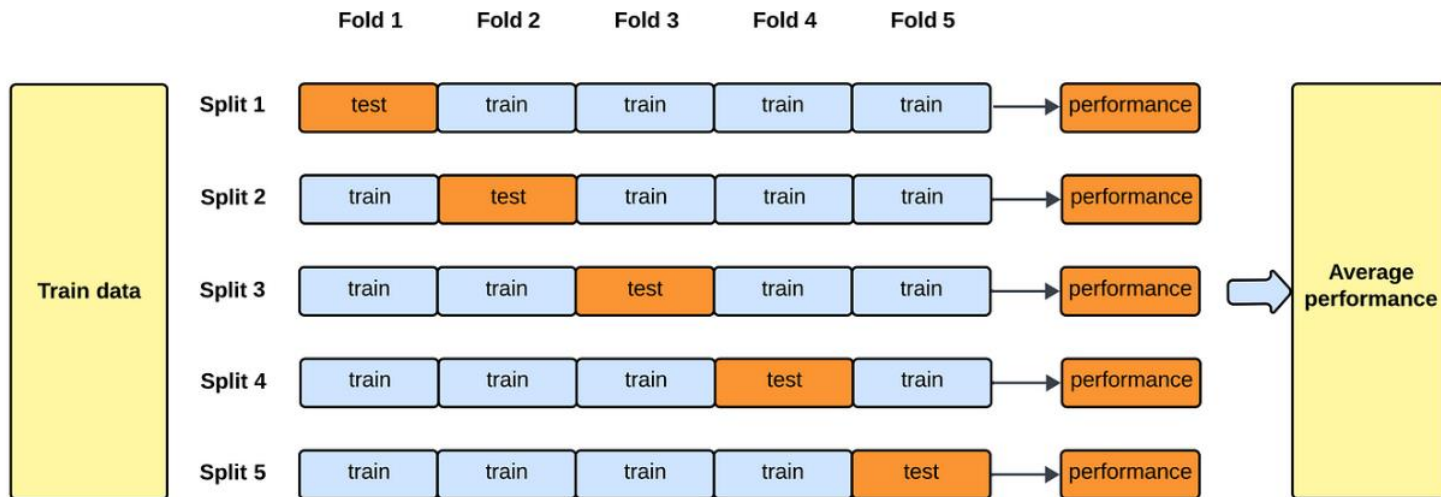 Fold 1 Fold 2 Fold 3 Fold 4 Fold 5
Split 1 test train train train train performance
Split 2 train test train train train performance
Train data
Split 3 train train test train train performance
Average
performance
Split 4 train train train test train performance
Split 5 train train train train test performance